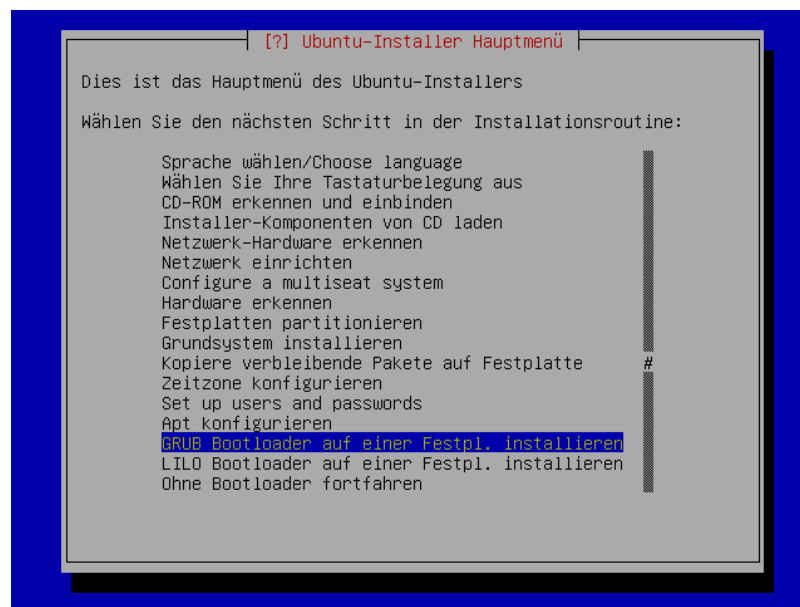 [?] Ubuntu-Installer Hauptmenü
Dies ist das Hauptmenü des Ubuntu-Installers
Wählen Sie den nächsten Schritt in der Installationsroutine:
Sprache wählen/Choose language
Wählen Sie Ihre Tastaturbelegung aus
CD-ROM erkennen und einbinden
Installer-Komponenten von CD laden
Netzwerk-Hardware erkennen
Netzwerk einrichten
Configure a multiseat system
Hardware erkennen
Festplatten partitionieren
Grundsystem installieren
Kopiere verbleibende Pakete auf Festplatte #
Zeitzone konfigurieren
Set up users and passwords
Apt konfigurieren
GRUB Bootloader auf einer Festpl. installieren
LILO Bootloader auf einer Festpl. installieren
Ohne Bootloader fortfahren